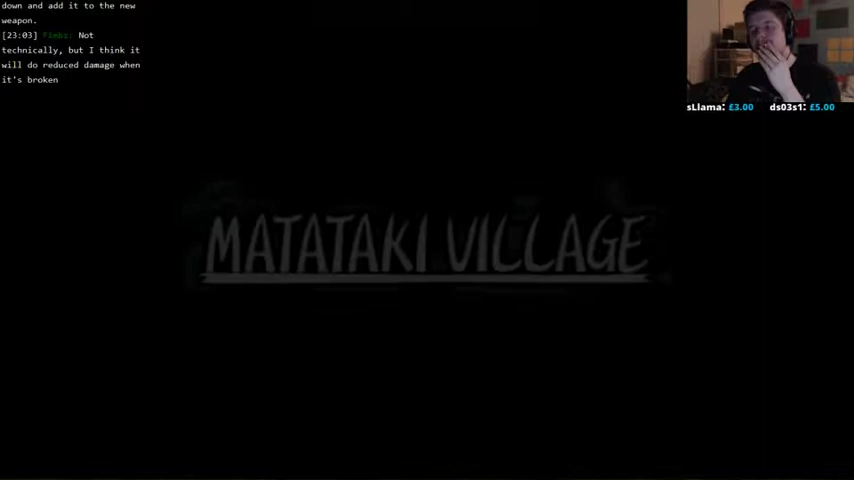 down and add it to the new
weapon.
[23:03] Fimkz: Not
technically, but I think it
will do reduced damage when
it's broken
sLlama: £3.00 ds03s1: £5.00
MATATAKI VILLAGE